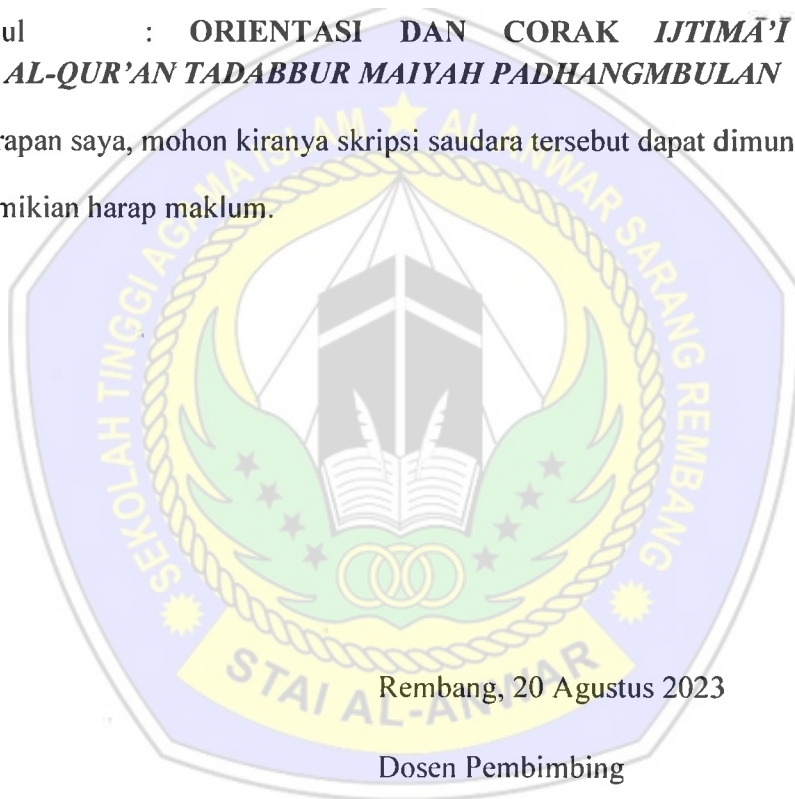 ul : ORIENTASI DAN CORAK IJTIMĀ’I
AL-QUR’AN TADABBUR MAIYAH PADHANGMBULAN
rapan saya, mohon kiranya skripsi saudara tersebut dapat dimun
mikian harap maklum.
SEKOLAH TINGGI AGAMA ISLAM AL-ANWAR SARANG REMBANG
STAI AL-ANWAR
Rembang, 20 Agustus 2023
Dosen Pembimbing